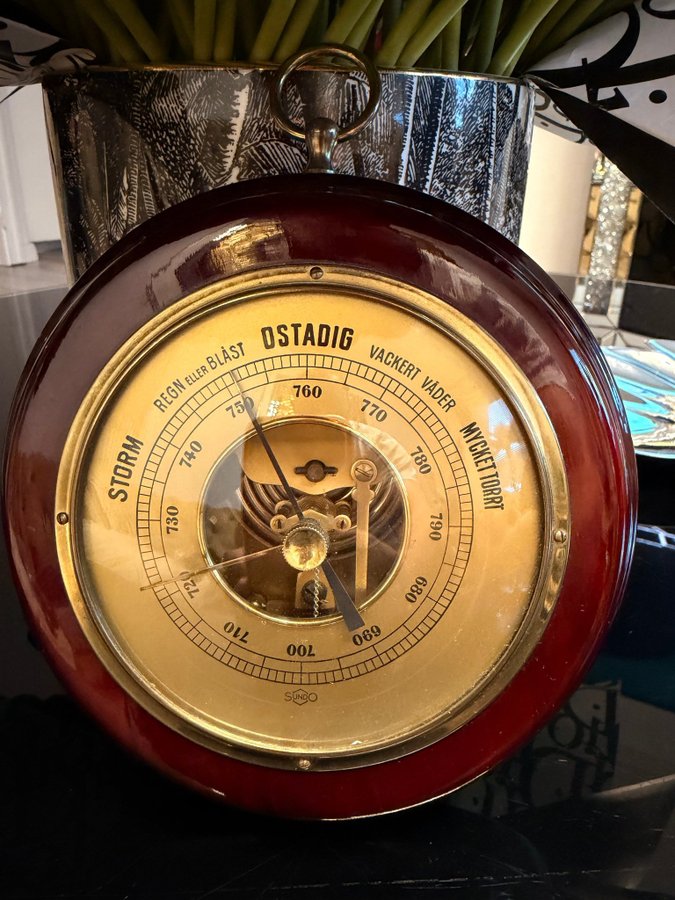 OSTADIG
REGN ELLER BLÅST
VACKERT VÄDER
STORM
MYCKET TORRT
760
750
770
740
780
730
790
720
680
710
700
690
SUNDO